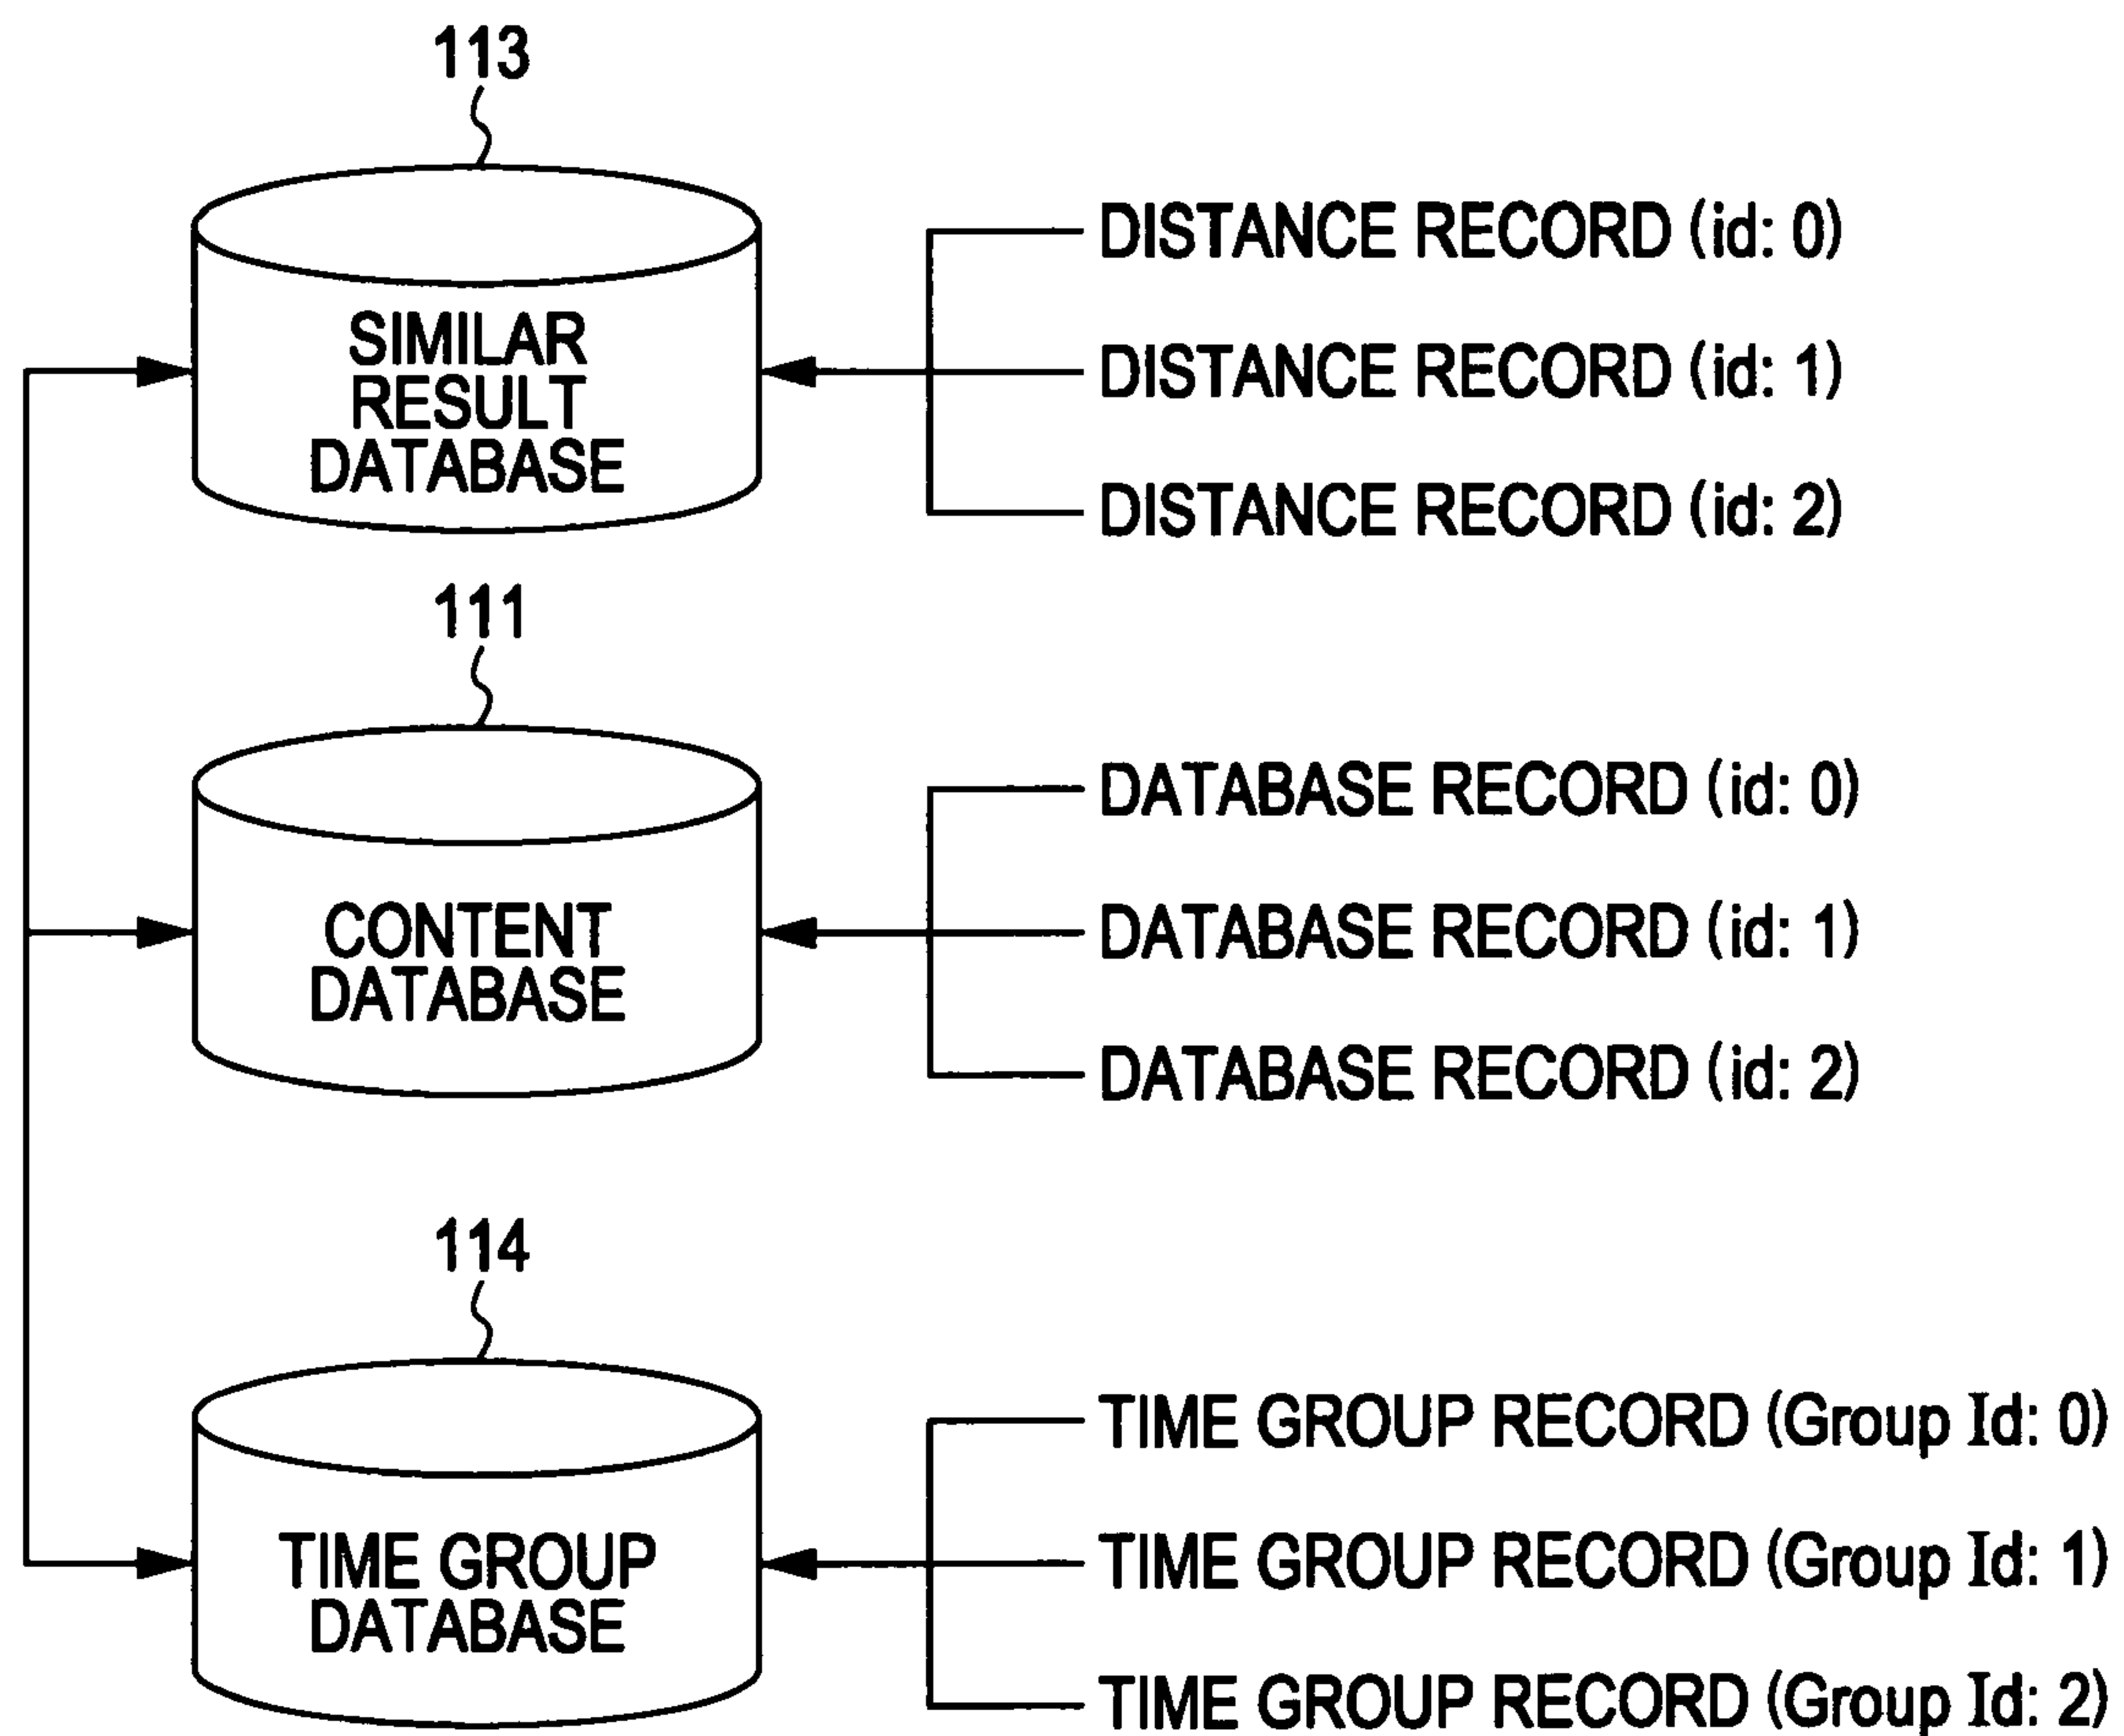 113
DISTANCE RECORD (id: 0)
SIMILAR
RESULT
DATABASE
DISTANCE RECORD (id: 1)
DISTANCE RECORD (id: 2)
111
DATABASE RECORD (id: 0)
CONTENT
DATABASE
DATABASE RECORD (id: 1)
DATABASE RECORD (id: 2)
114
TIME GROUP RECORD (Group Id: 0)
TIME GROUP
DATABASE
TIME GROUP RECORD (Group Id: 1)
TIME GROUP RECORD (Group Id: 2)